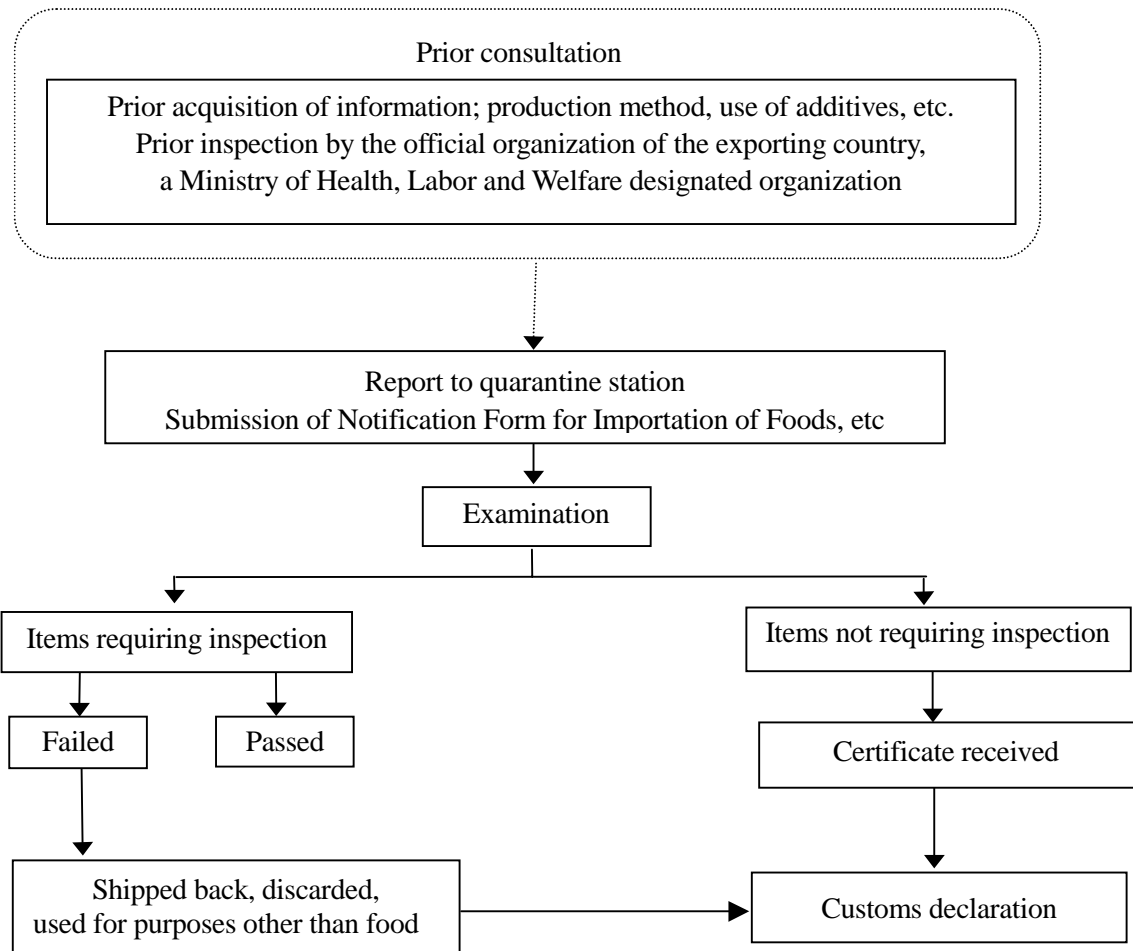 Prior consultation
Prior acquisition of information; production method, use of additives, etc.
Prior inspection by the official organization of the exporting country,
a Ministry of Health, Labor and Welfare designated organization
Report to quarantine station
Submission of Notification Form for Importation of Foods, etc
Examination
Items requiring inspection
Items not requiring inspection
Failed
Passed
Certificate received
Shipped back, discarded,
used for purposes other than food
Customs declaration